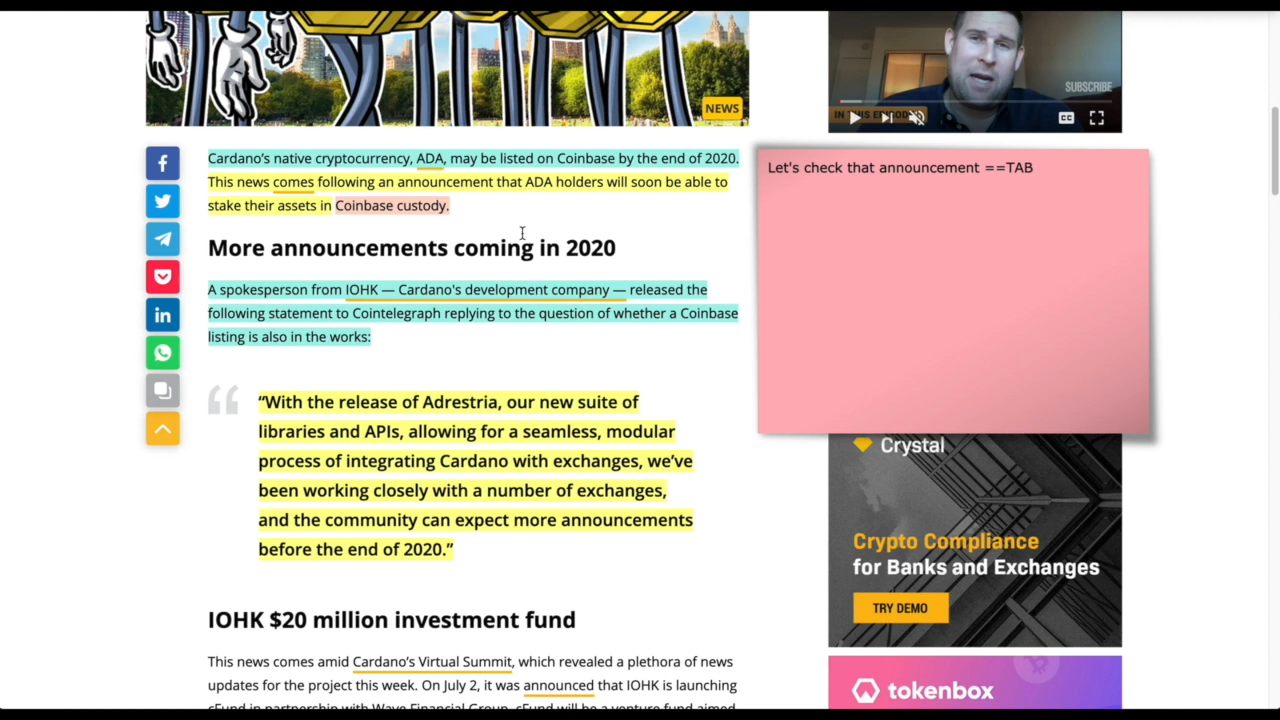 NEWS
SUBSCRIBE
IN THIS EPISODE
CC
Cardano’s native cryptocurrency, ADA, may be listed on Coinbase by the end of 2020.
This news comes following an announcement that ADA holders will soon be able to
stake their assets in Coinbase custody.
Let's check that announcement ==TAB
More announcements coming in 2020
A spokesperson from IOHK — Cardano's development company — released the
following statement to Cointelegraph replying to the question of whether a Coinbase
listing is also in the works:
“With the release of Adrestria, our new suite of
libraries and APIs, allowing for a seamless, modular
process of integrating Cardano with exchanges, we’ve
been working closely with a number of exchanges,
and the community can expect more announcements
before the end of 2020.”
Crystal
Crypto Compliance
for Banks and Exchanges
TRY DEMO
IOHK $20 million investment fund
This news comes amid Cardano’s Virtual Summit, which revealed a plethora of news
updates for the project this week. On July 2, it was announced that IOHK is launching
cFund in partnership with Wave Financial Group. cFund will be a venture fund aimed
tokenbox